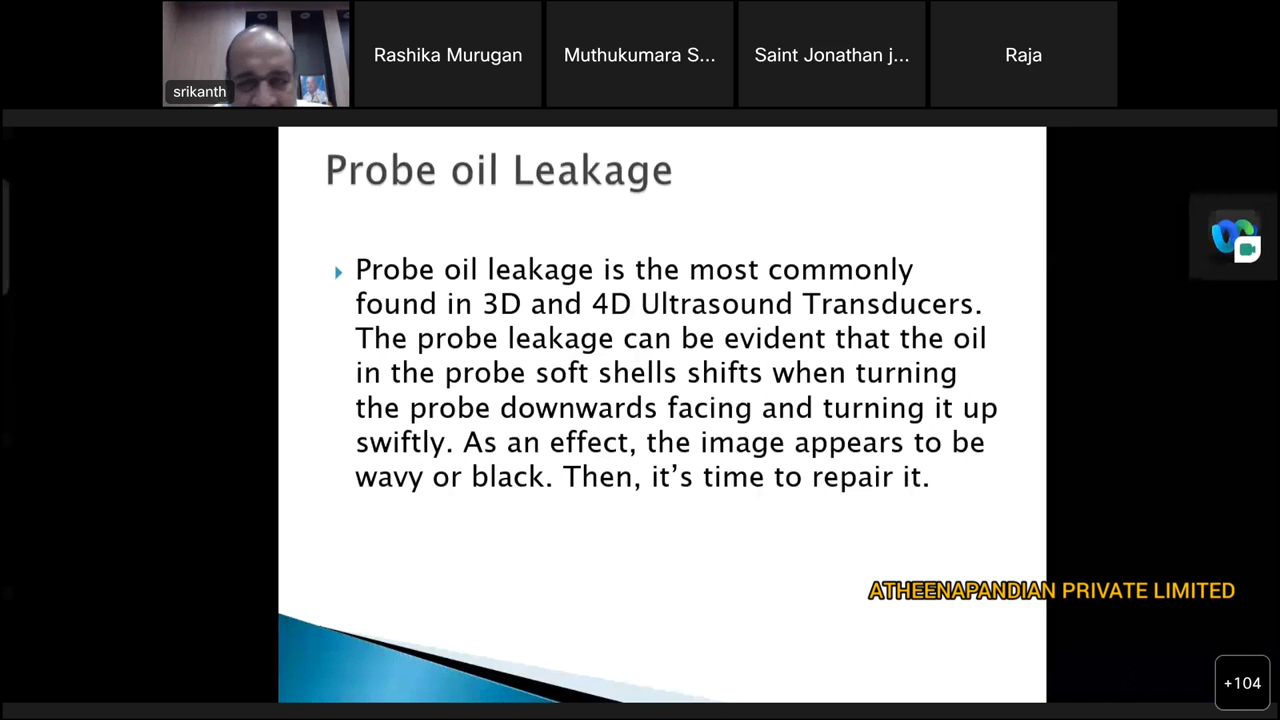 srikanth
Rashika Murugan
Muthukumara S...
Saint Jonathan j...
Raja
Probe oil Leakage
Probe oil leakage is the most commonly
found in 3D and 4D Ultrasound Transducers.
The probe leakage can be evident that the oil
in the probe soft shells shifts when turning
the probe downwards facing and turning it up
swiftly. As an effect, the image appears to be
wavy or black. Then, it’s time to repair it.
ATHEENAPANDIAN PRIVATE LIMITED
+104